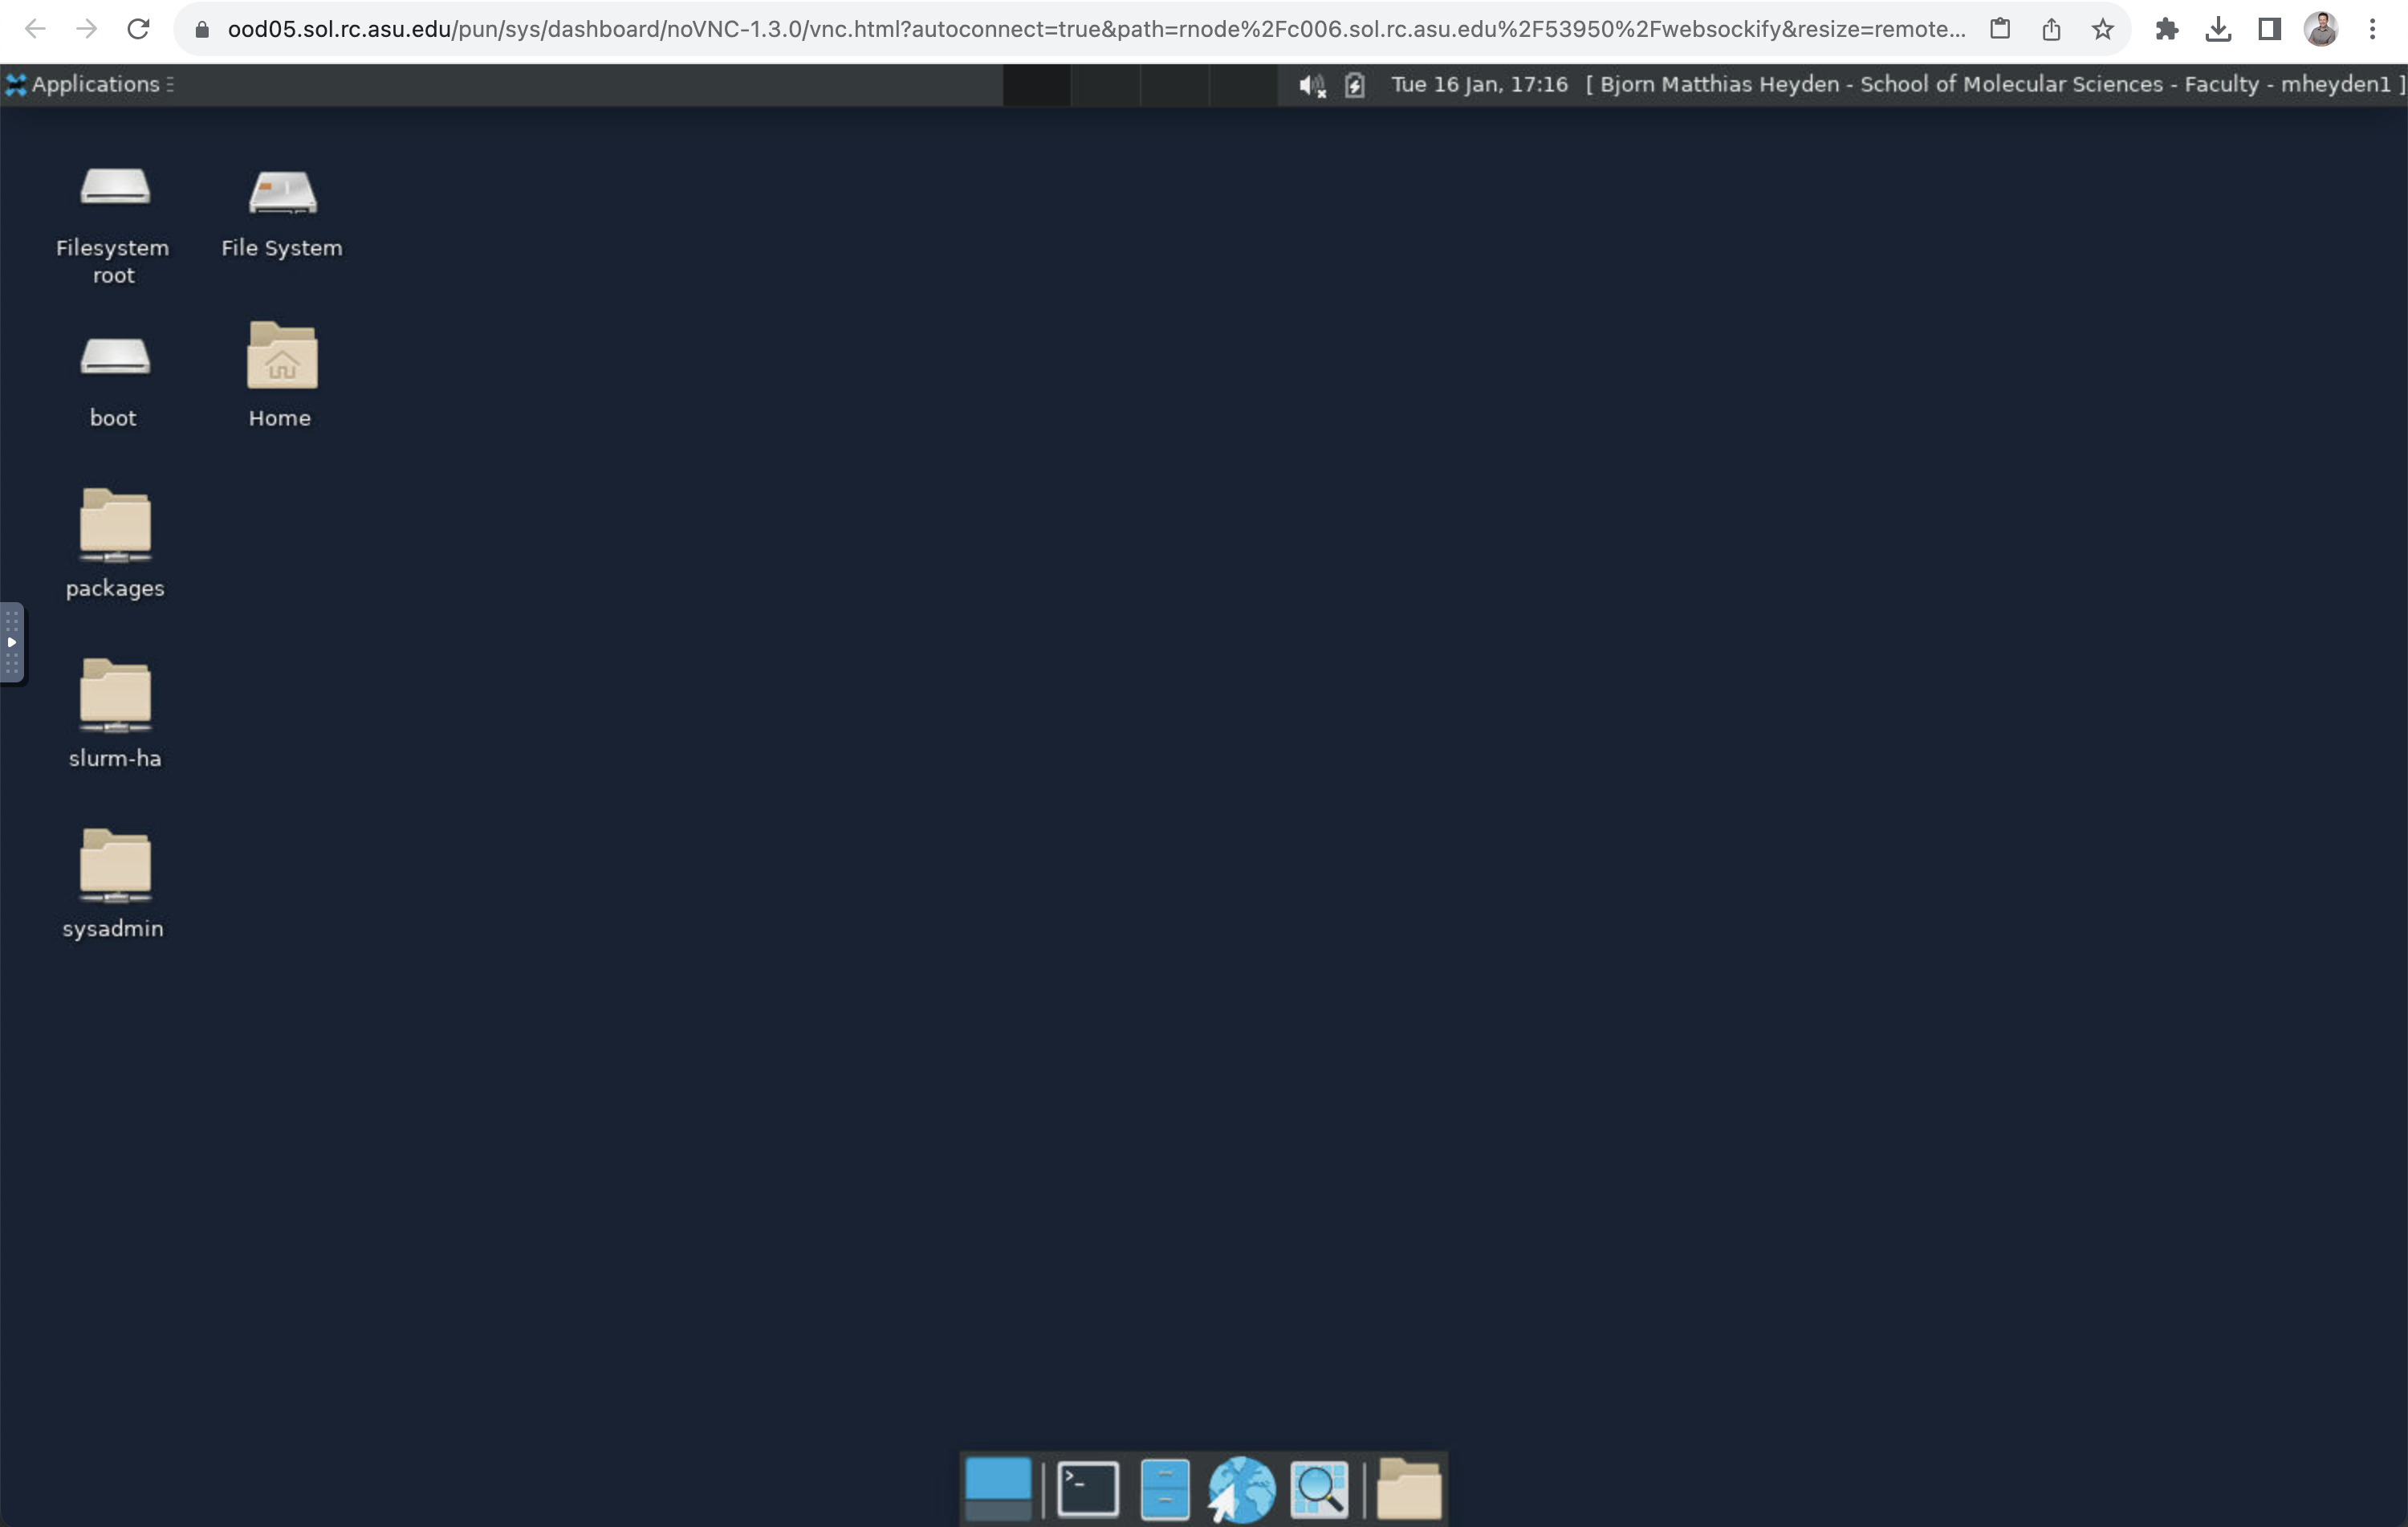 ood05.sol.rc.asu.edu/pun/sys/dashboard/noVNC-1.3.0/vnc.html?autoconnect=true&path=rnode%2Fc006.sol.rc.asu.edu%2F53950%2Fwebsockify&resize=remote...
Applications
Tue 16 Jan, 17:16 [ Bjorn Matthias Heyden - School of Molecular Sciences - Faculty - mheyden1 ]
Filesystem
root
File System
boot
Home
packages
slurm-ha
sysadmin